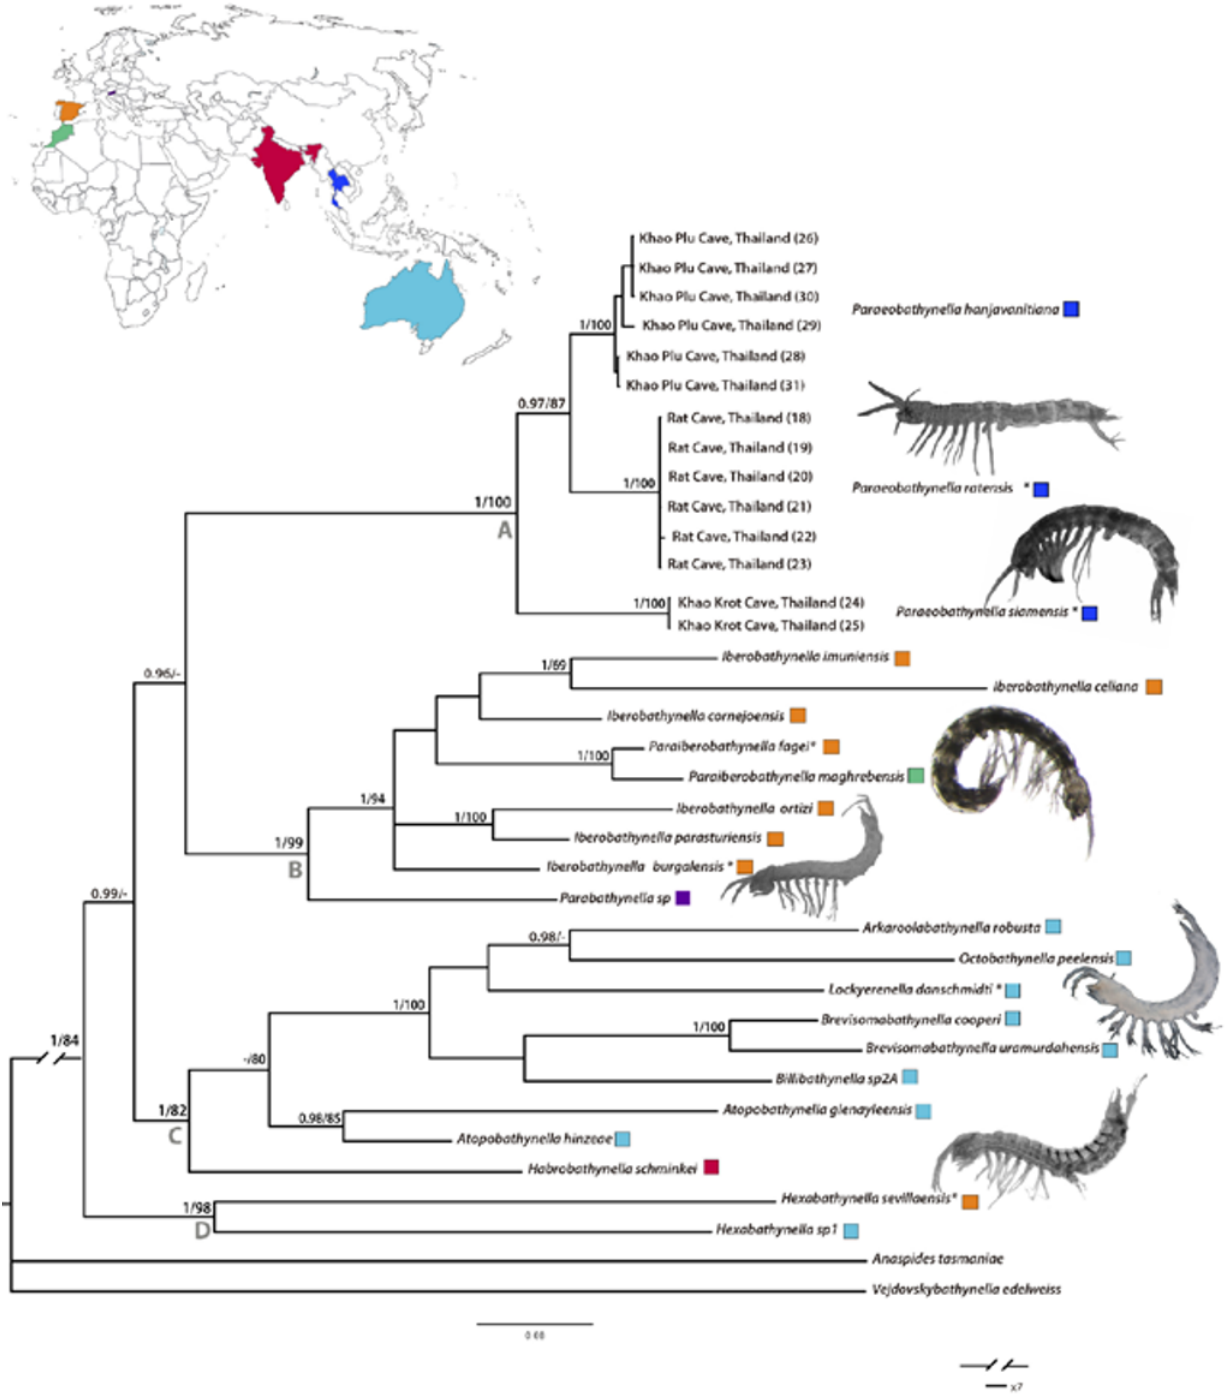 Khao Plu Cave, Thailand (26)
Khao Plu Cave, Thailand (27)
Khao Plu Cave, Thailand (30)
Paraeobathynella hanjavanitiana
1/100
Khao Plu Cave, Thailand (29)
Khao Plu Cave, Thailand (28)
Khao Plu Cave, Thailand (31)
0.97/87
Rat Cave, Thailand (18)
Rat Cave, Thailand (19)
Rat Cave, Thailand (20)
1/100
Paraeobathynella ratensis *
1/100
Rat Cave, Thailand (21)
A
Rat Cave, Thailand (22)
Rat Cave, Thailand (23)
1/100
Khao Krot Cave, Thailand (24)
Paraeobathynella siamensis *
Khao Krot Cave, Thailand (25)
Iberobathynella imuniensis
1/69
0.96/-
Iberobathynella celiana
Iberobathynella cornejoensis
Paraiberobathynella fagei*
1/100
Paraiberobathynella maghrebensis
1/94
Iberobathynella ortizi
1/100
Iberobathynella parasturiensis
1/99
B
Iberobathynella burgalensis *
0.99/-
Parabathynella sp
Arkaroolabathynella robusta
0.98/-
Octobathynella peelensis
Lockyerenella danschmidti *
1/100
Brevisomabathynella cooperi
1/100
1/84
Brevisomabathynella uramurdahensis
-/80
Billibathynella sp2A
1/82
C
0.98/85
Atopobathynella glenayleensis
Atopobathynella hinzeae
Habrobathynella schminkei
Hexabathynella sevillaensis*
1/98
D
Hexabathynella sp1
Anaspides tasmaniae
Vejdovskybathynella edelweiss
0.08
x7